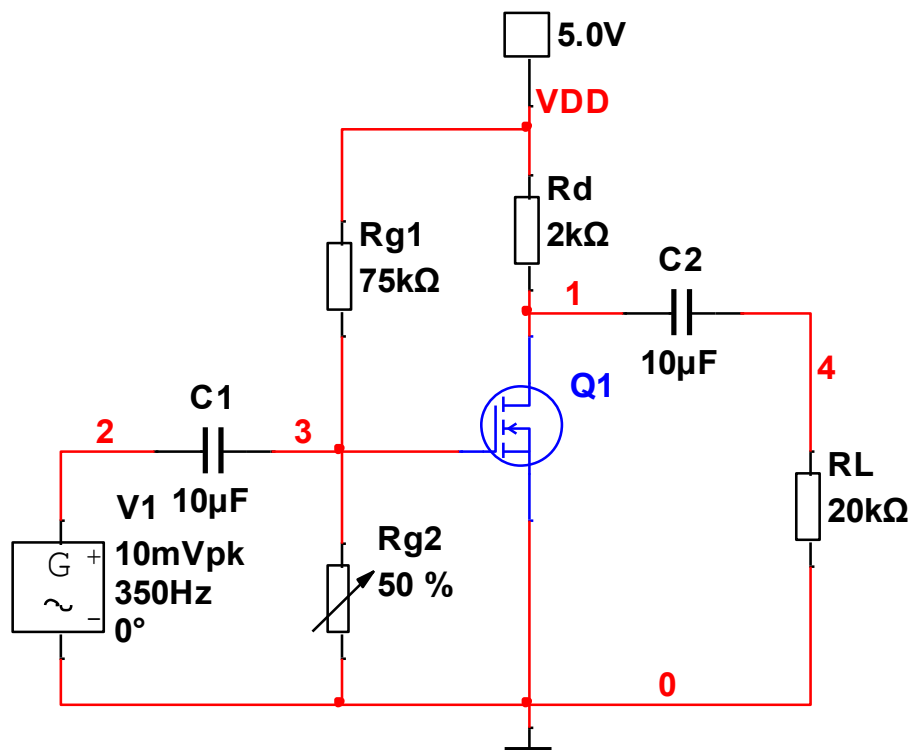 5.0V
VDD
Rd
2kΩ
Rg1
75kΩ
C2
1
10µF
4
Q1
C1
2
3
10µF
RL
20kΩ
V1
10mVpk
350Hz
0°
G
+
−
Rg2
50 %
0